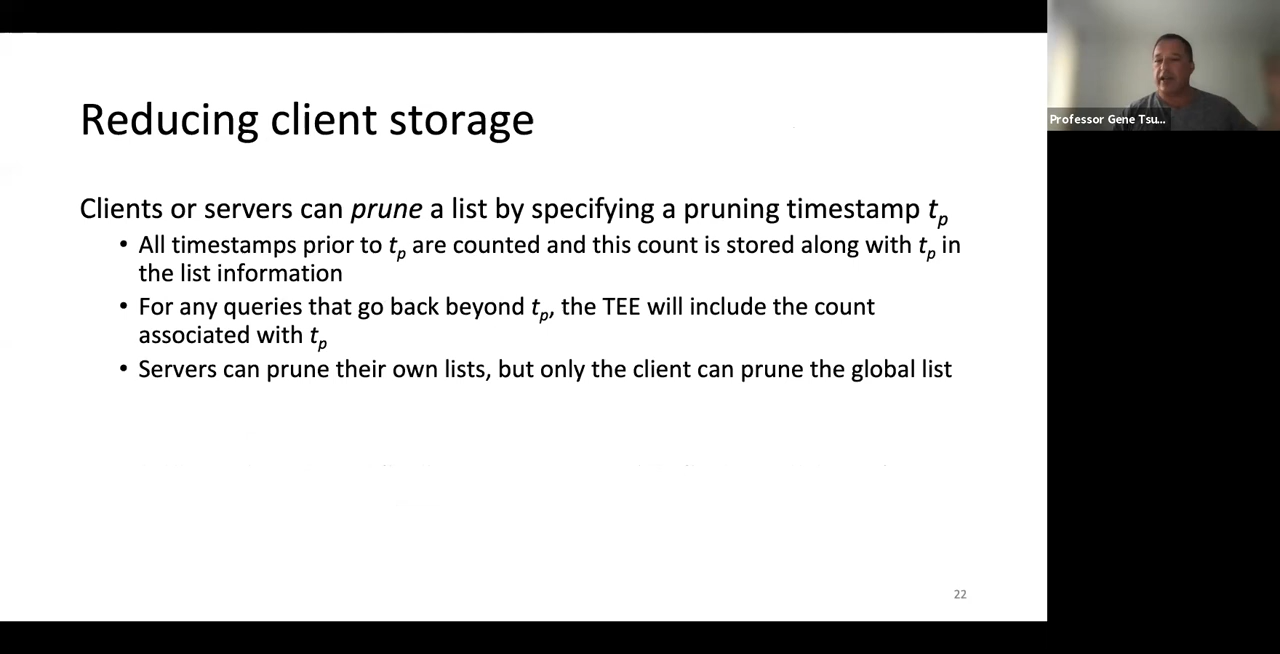 Reducing client storage
Clients or servers can prune a list by specifying a pruning timestamp tp
• All timestamps prior to tp are counted and this count is stored along with tp in
the list information
• For any queries that go back beyond tp, the TEE will include the count
associated with tp
• Servers can prune their own lists, but only the client can prune the global list
22
Professor Gene Tsu...